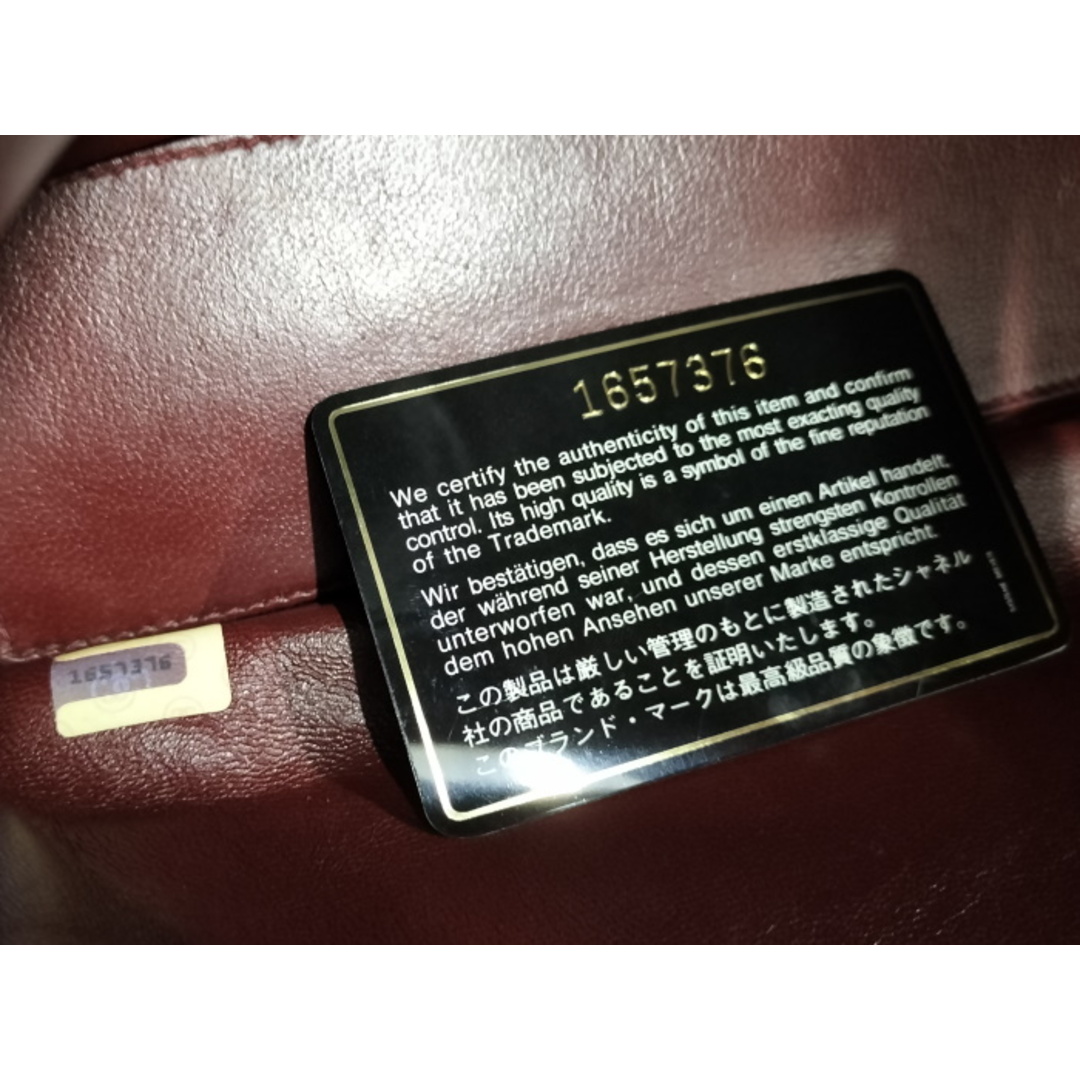 1657376
We certify the authenticity of this item and confirm
that it has been subjected to the most exacting quality
control. Its high quality is a symbol of the fine reputation
of the Trademark.
Wir bestätigen, dass es sich um einen Artikel handelt,
der während seiner Herstellung strengsten Kontrollen
unterworfen war, und dessen erstklassige Qualität
dem hohen Ansehen unserer Marke entspricht.
この製品は厳しい管理のもとに製造されたシャネル
社の商品であることを証明いたします。
このブランド・マークは最高級品質の象徴です。
1657376